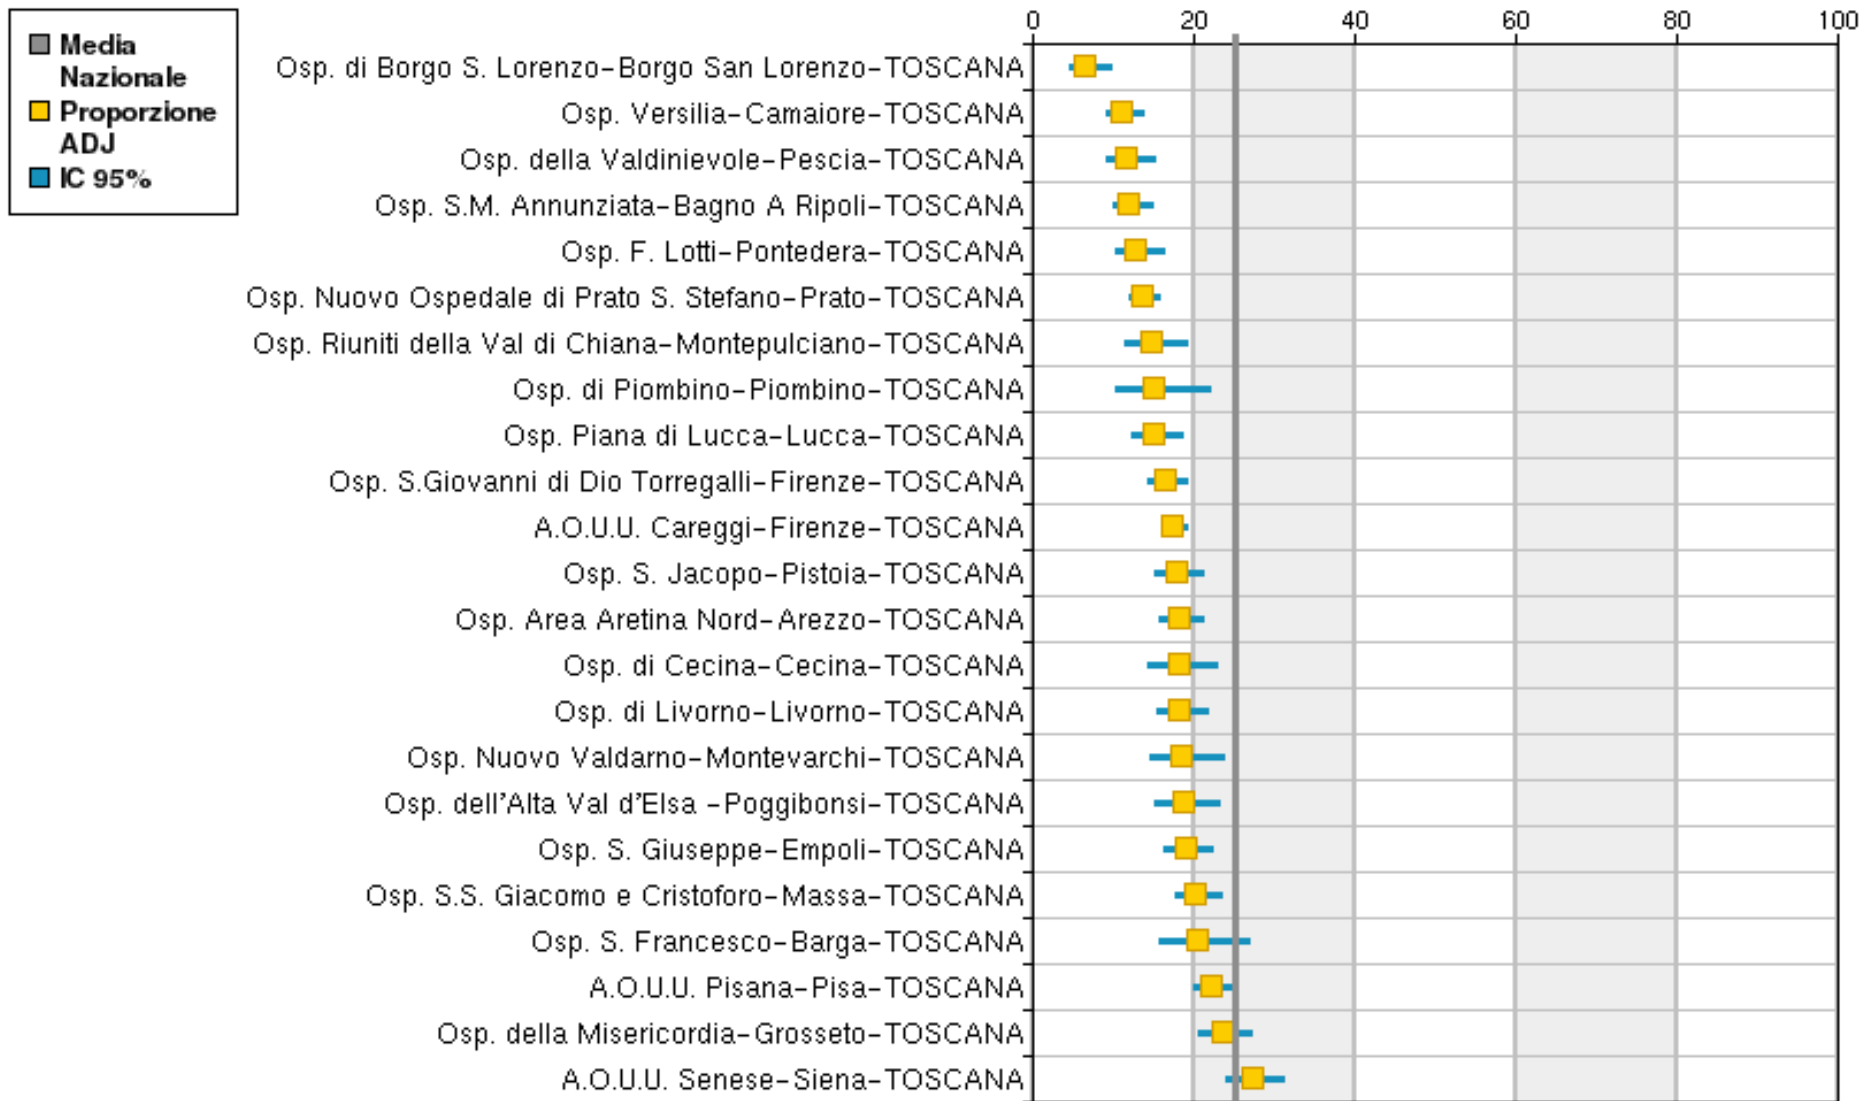 Media
Nazionale
Proporzione
ADJ
IC 95%
0 20 40 60 80 100
Osp. di Borgo S. Lorenzo-Borgo San Lorenzo-TOSCANA
Osp. Versilia-Camaiore-TOSCANA
Osp. della Valdinievole-Pescia-TOSCANA
Osp. S.M. Annunziata-Bagno A Ripoli-TOSCANA
Osp. F. Lotti-Pontedera-TOSCANA
Osp. Nuovo Ospedale di Prato S. Stefano-Prato-TOSCANA
Osp. Riuniti della Val di Chiana-Montepulciano-TOSCANA
Osp. di Piombino-Piombino-TOSCANA
Osp. Piana di Lucca-Lucca-TOSCANA
Osp. S.Giovanni di Dio Torregalli-Firenze-TOSCANA
A.O.U.U. Careggi-Firenze-TOSCANA
Osp. S. Jacopo-Pistoia-TOSCANA
Osp. Area Aretina Nord-Arezzo-TOSCANA
Osp. di Cecina-Cecina-TOSCANA
Osp. di Livorno-Livorno-TOSCANA
Osp. Nuovo Valdarno-Montevarchi-TOSCANA
Osp. dell'Alta Val d'Elsa -Poggibonsi-TOSCANA
Osp. S. Giuseppe-Empoli-TOSCANA
Osp. S.S. Giacomo e Cristoforo-Massa-TOSCANA
Osp. S. Francesco-Barga-TOSCANA
A.O.U.U. Pisana-Pisa-TOSCANA
Osp. della Misericordia-Grosseto-TOSCANA
A.O.U.U. Senese-Siena-TOSCANA